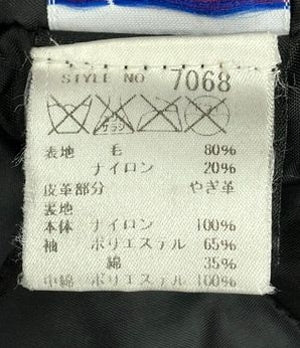 STYLE NO 7068
サラシ
表地 毛 80%
ナイロン 20%
皮革部分 やぎ革
裏地
本体 ナイロン 100%
袖 ポリエステル 65%
綿 35%
中綿 ポリエステル 100%